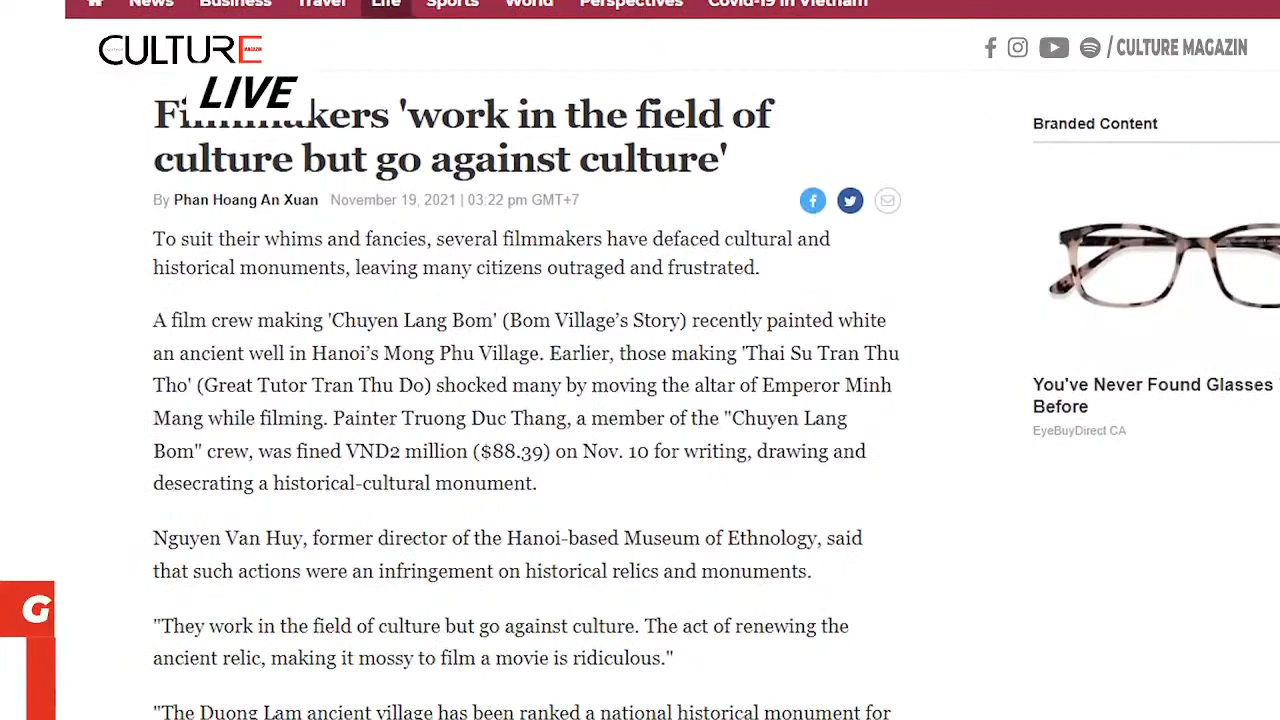 News Business Travel Life Sports World Perspectives Covid-19 in Vietnam
CULTURE
MAGAZIN
LIVE
/ CULTURE MAGAZIN
Filmmakers 'work in the field of
culture but go against culture'
By Phan Hoang An Xuan November 19, 2021 | 03:22 pm GMT+7
To suit their whims and fancies, several filmmakers have defaced cultural and
historical monuments, leaving many citizens outraged and frustrated.
A film crew making 'Chuyen Lang Bom' (Bom Village's Story) recently painted white
an ancient well in Hanoi's Mong Phu Village. Earlier, those making 'Thai Su Tran Thu
Tho' (Great Tutor Tran Thu Do) shocked many by moving the altar of Emperor Minh
Mang while filming. Painter Truong Duc Thang, a member of the "Chuyen Lang
Bom" crew, was fined VND2 million ($88.39) on Nov. 10 for writing, drawing and
desecrating a historical-cultural monument.
Nguyen Van Huy, former director of the Hanoi-based Museum of Ethnology, said
that such actions were an infringement on historical relics and monuments.
"They work in the field of culture but go against culture. The act of renewing the
ancient relic, making it mossy to film a movie is ridiculous."
"The Duong Lam ancient village has been ranked a national historical monument for
Branded Content
You've Never Found Glasses
Before
EyeBuyDirect CA
G